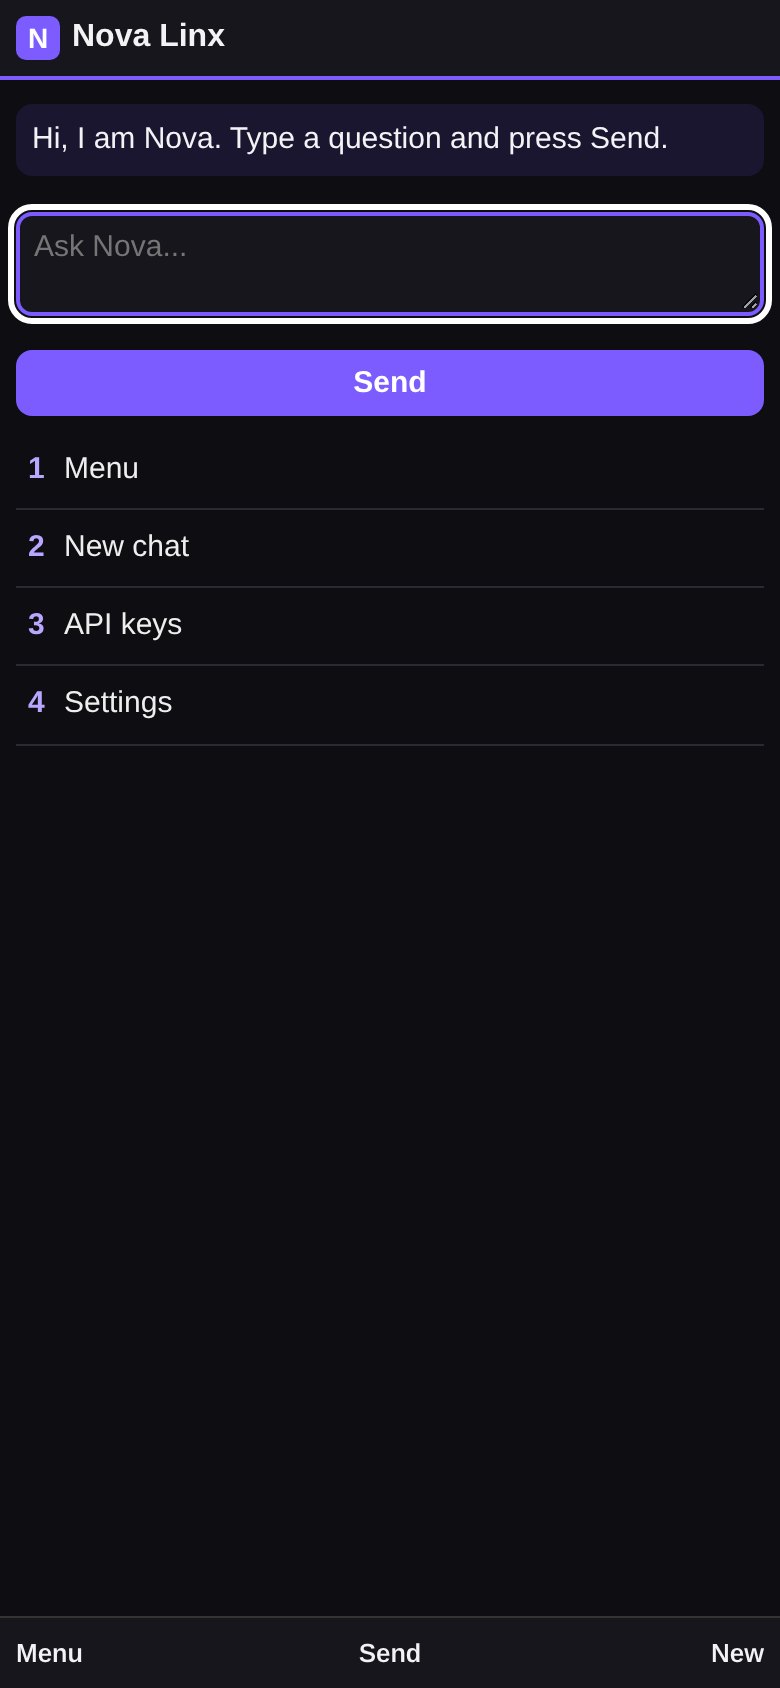 N Nova Linx
Hi, I am Nova. Type a question and press Send.
Ask Nova...
Send
1 Menu
2 New chat
3 API keys
4 Settings
Menu Send New